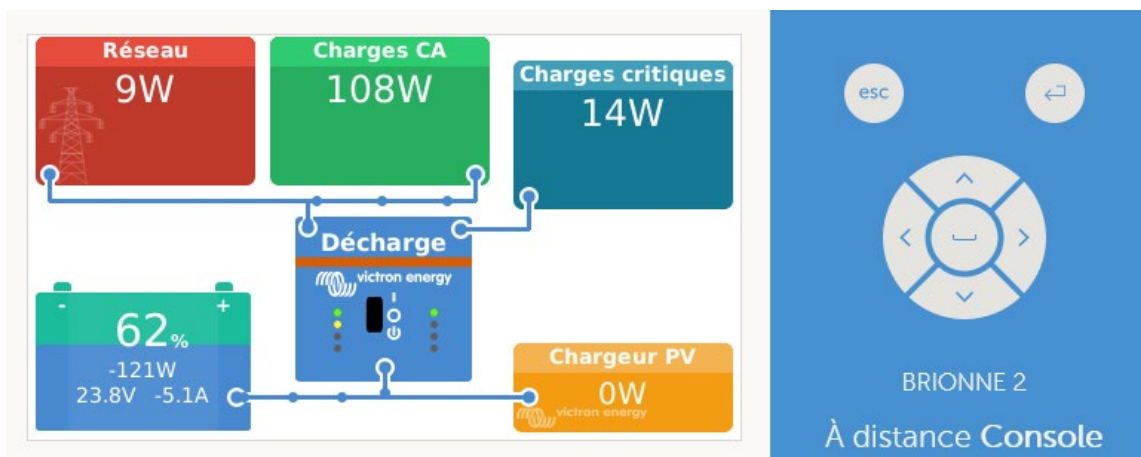 Réseau
9W
Charges CA
108W
Charges critiques
14W
Décharge
victron energy
I
- +
62%
-121W
23.8V -5.1A
Chargeur PV
0W
victron energy
esc
BRIONNE 2
À distance Console